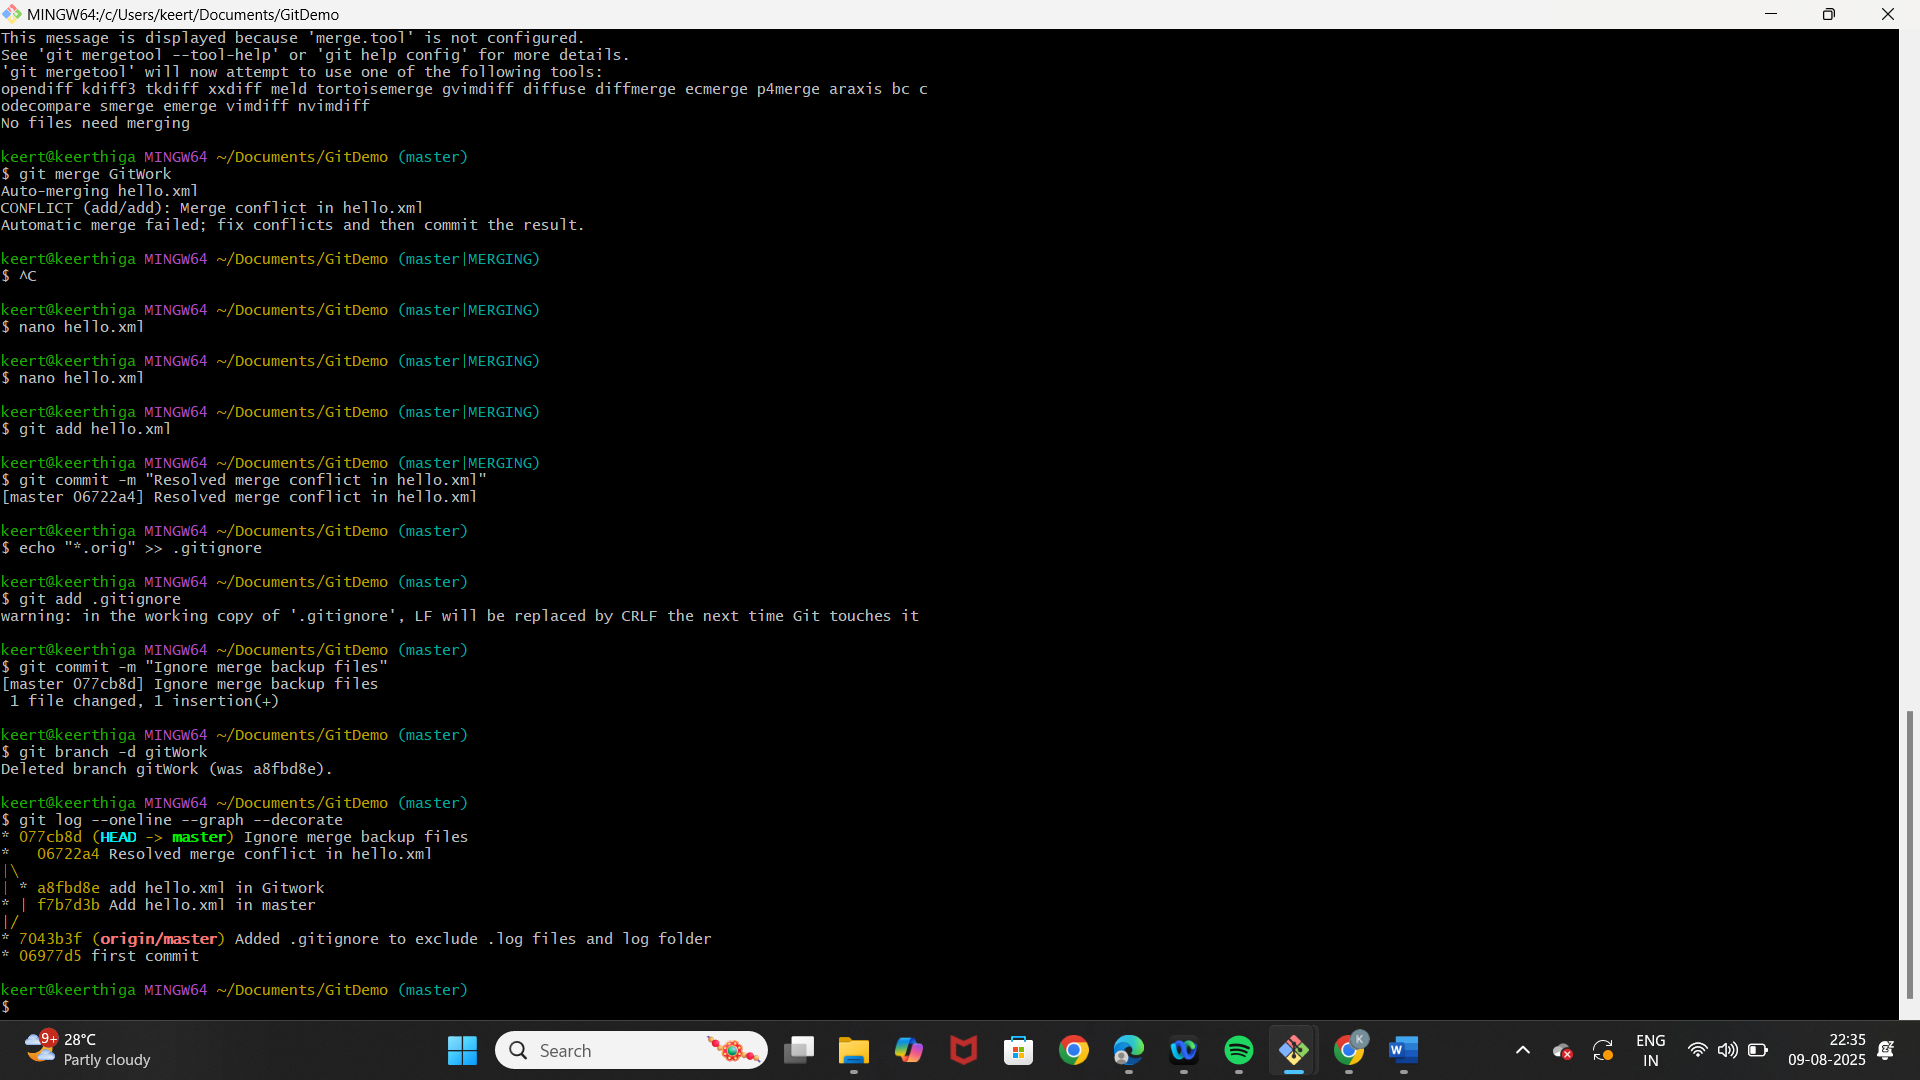 MINGW64:/c/Users/keert/Documents/GitDemo
This message is displayed because 'merge.tool' is not configured.
See 'git mergetool --tool-help' or 'git help config' for more details.
'git mergetool' will now attempt to use one of the following tools:
opendiff kdiff3 tkdiff xxdiff meld tortoisemerge gvimdiff diffuse diffmerge ecmerge p4merge araxis bc c
odecompare smerge emerge vimdiff nvimdiff
No files need merging
keert@keerthiga MINGW64 ~/Documents/GitDemo (master)
$ git merge GitWork
Auto-merging hello.xml
CONFLICT (add/add): Merge conflict in hello.xml
Automatic merge failed; fix conflicts and then commit the result.
keert@keerthiga MINGW64 ~/Documents/GitDemo (master|MERGING)
$ ^C
keert@keerthiga MINGW64 ~/Documents/GitDemo (master|MERGING)
$ nano hello.xml
keert@keerthiga MINGW64 ~/Documents/GitDemo (master|MERGING)
$ nano hello.xml
keert@keerthiga MINGW64 ~/Documents/GitDemo (master|MERGING)
$ git add hello.xml
keert@keerthiga MINGW64 ~/Documents/GitDemo (master|MERGING)
$ git commit -m "Resolved merge conflict in hello.xml"
[master 06722a4] Resolved merge conflict in hello.xml
keert@keerthiga MINGW64 ~/Documents/GitDemo (master)
$ echo "*.orig" >> .gitignore
keert@keerthiga MINGW64 ~/Documents/GitDemo (master)
$ git add .gitignore
warning: in the working copy of '.gitignore', LF will be replaced by CRLF the next time Git touches it
keert@keerthiga MINGW64 ~/Documents/GitDemo (master)
$ git commit -m "Ignore merge backup files"
[master 077cb8d] Ignore merge backup files
 1 file changed, 1 insertion(+)
keert@keerthiga MINGW64 ~/Documents/GitDemo (master)
$ git branch -d gitWork
Deleted branch gitWork (was a8fbd8e).
keert@keerthiga MINGW64 ~/Documents/GitDemo (master)
$ git log --oneline --graph --decorate
* 077cb8d (HEAD -> master) Ignore merge backup files
*   06722a4 Resolved merge conflict in hello.xml
|\
| * a8fbd8e add hello.xml in Gitwork
* | f7b7d3b Add hello.xml in master
|/
* 7043b3f (origin/master) Added .gitignore to exclude .log files and log folder
* 06977d5 first commit
keert@keerthiga MINGW64 ~/Documents/GitDemo (master)
$
9+
28°C
Partly cloudy
Search
K
W
ENG
IN
22:35
09-08-2025